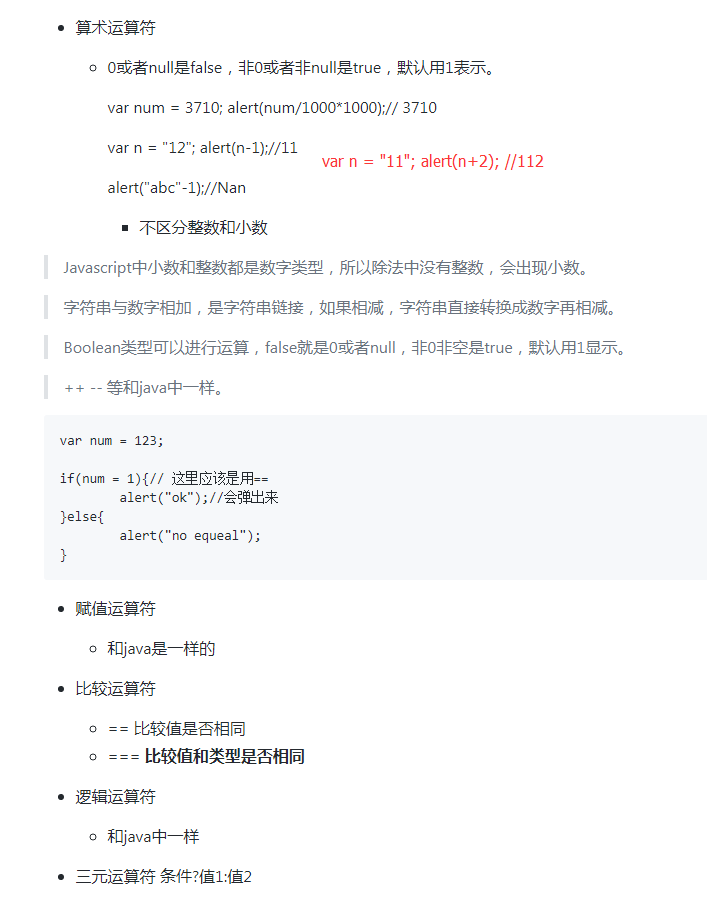 算术运算符
0或者null是false，非0或者非null是true，默认用1表示。
var num = 3710; alert(num/1000*1000);// 3710
var n = "12"; alert(n-1);//11
var n = "11"; alert(n+2); //112
alert("abc"-1);//Nan
不区分整数和小数
Javascript中小数和整数都是数字类型，所以除法中没有整数，会出现小数。
字符串与数字相加，是字符串链接，如果相减，字符串直接转换成数字再相减。
Boolean类型可以进行运算，false就是0或者null，非0非空是true，默认用1显示。
++ -- 等和java中一样。
var num = 123;
if(num = 1){// 这里应该是用==
alert("ok");//会弹出来
}else{
alert("no equeal");
}
赋值运算符
和java是一样的
比较运算符
== 比较值是否相同
=== 比较值和类型是否相同
逻辑运算符
和java中一样
三元运算符 条件?值1:值2